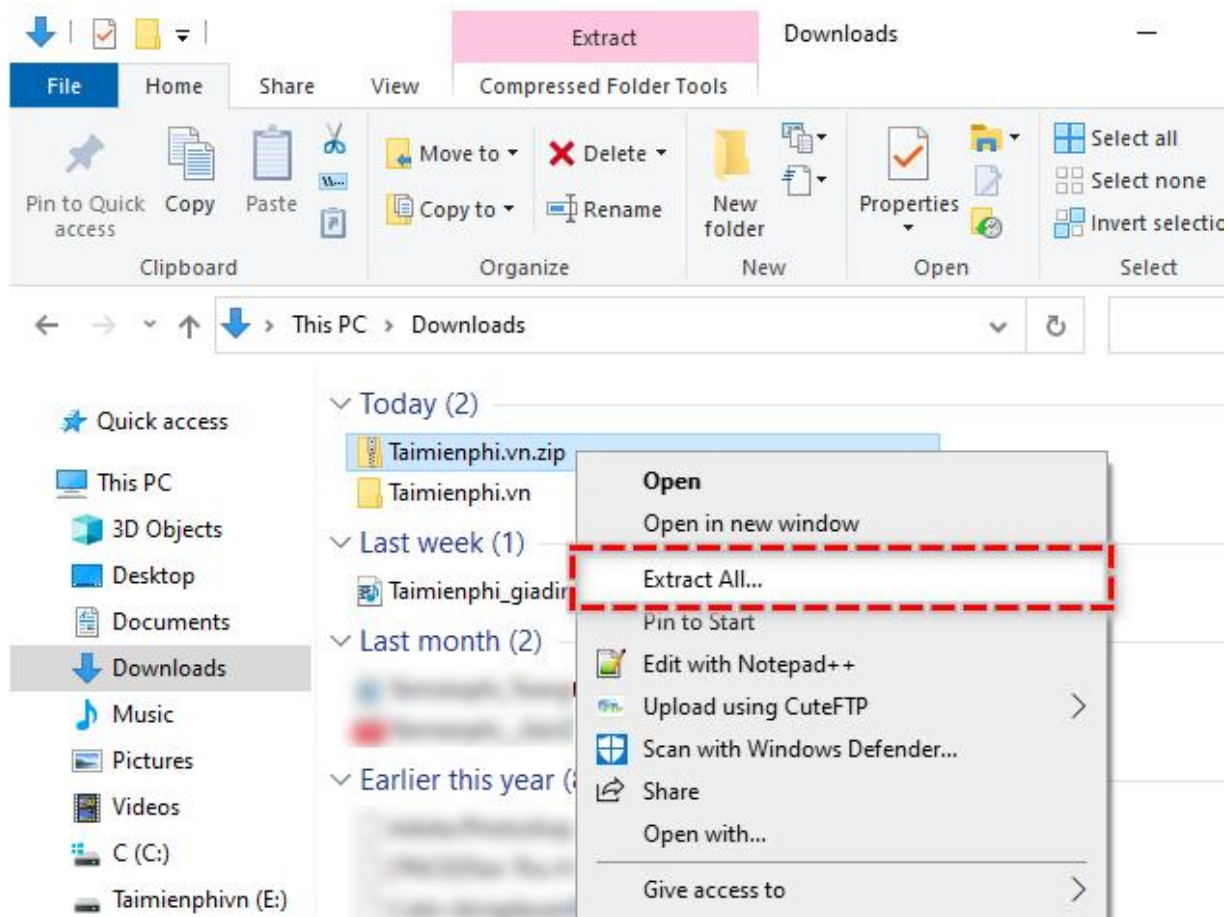 Extract
Downloads
File
Home
Share
View
Compressed Folder Tools
Pin to Quick access
Copy
Paste
Move to
Copy to
Delete
Rename
New folder
Properties
Select all
Select none
Invert selectio
Clipboard
Organize
New
Open
Select
This PC > Downloads
Quick access
This PC
3D Objects
Desktop
Documents
Downloads
Music
Pictures
Videos
C (C:)
Taimienphivn (E:)
Today (2)
Taimienphi.vn.zip
Taimienphi.vn
Last week (1)
Taimienphi_giadin
Last month (2)
Earlier this year (
Open
Open in new window
Extract All...
Pin to Start
Edit with Notepad++
Upload using CuteFTP
Scan with Windows Defender...
Share
Open with...
Give access to